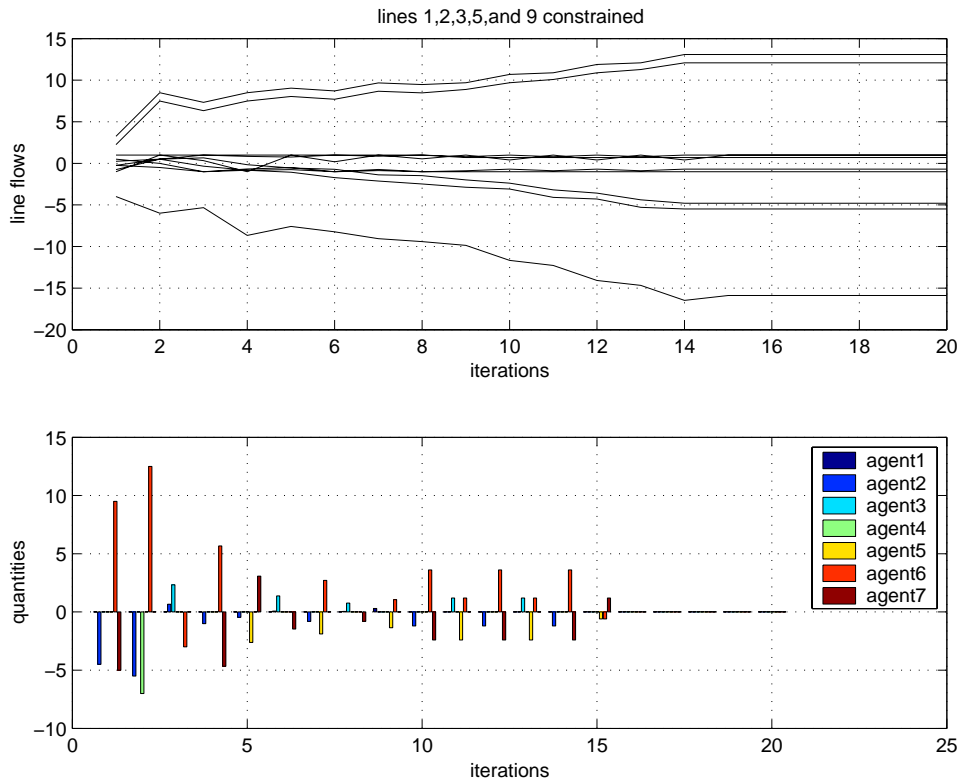 lines 1,2,3,5,and 9 constrained
15
10
5
0
−5
−10
−15
−20
line flows
0
2
4
6
8
10
12
14
16
18
20
iterations
15
10
5
0
−5
−10
quantities
agent1
agent2
agent3
agent4
agent5
agent6
agent7
0
5
10
15
20
25
iterations